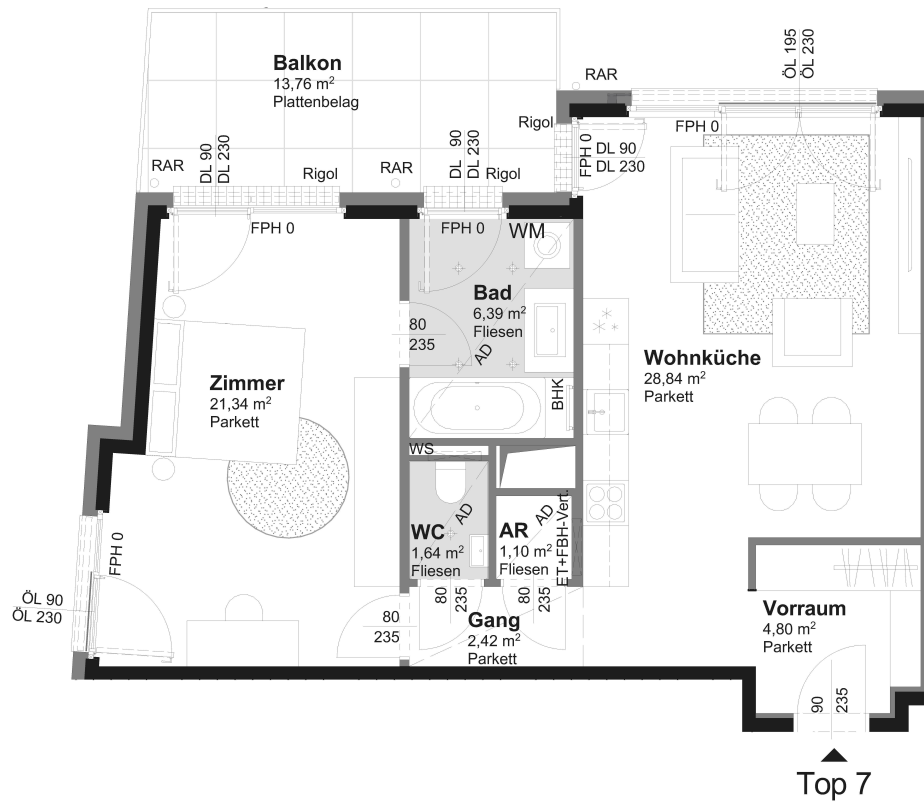 Balkon
13,76 m²
Plattenbelag
RAR
DL 90
DL 230
Rigol
RAR
DL 90
DL 230
Rigol
Rigol
RAR
ÖL 195
ÖL 230
FPH 0
FPH 0
DL 90
DL 230
FPH 0
FPH 0
WM
Bad
6,39 m²
Fliesen
AD
80
235
BHK
Zimmer
21,34 m²
Parkett
Wohnküche
28,84 m²
Parkett
WS
WC
1,64 m²
Fliesen
AD
AR
1,10 m²
Fliesen
AD
ET+FBH-Vert.
FPH 0
ÖL 90
ÖL 230
80
235
80
235
80
235
Gang
2,42 m²
Parkett
Vorraum
4,80 m²
Parkett
90
235
Top 7